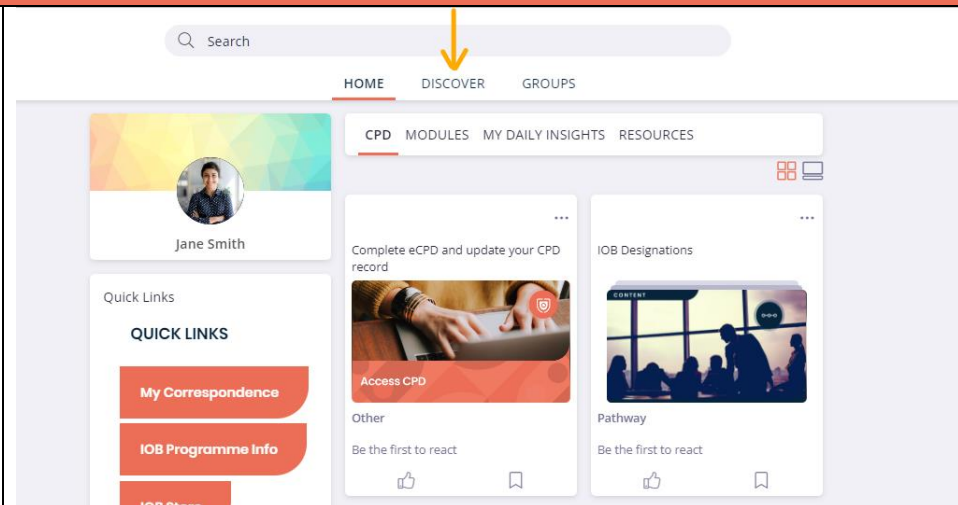 Search
HOME DISCOVER GROUPS
CPD MODULES MY DAILY INSIGHTS RESOURCES
Jane Smith
Quick Links
QUICK LINKS
My Correspondence
IOB Programme Info
IOB Store
Complete eCPD and update your CPD
record
Access CPD
Other
Be the first to react
IOB Designations
CONTENT
Pathway
Be the first to react